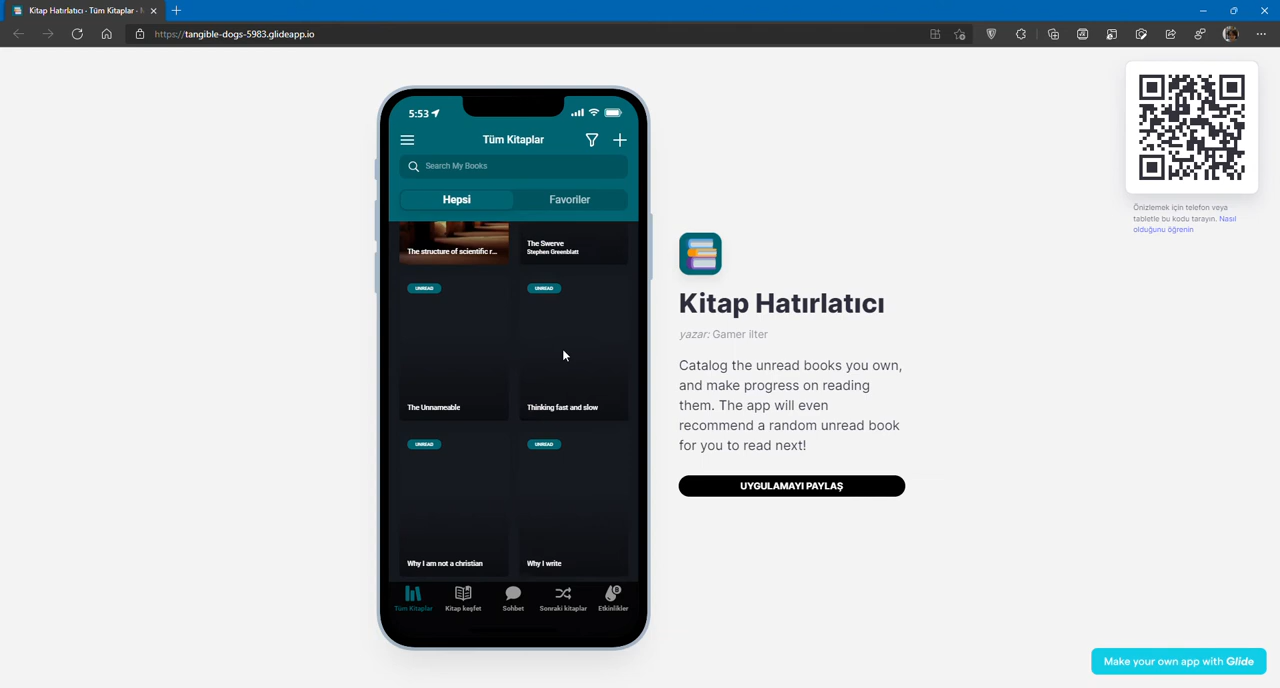 Kitap Hatırlatıcı · Tüm Kitaplar ·
https://tangible-dogs-5983.glideapp.io
5:53
Tüm Kitaplar
Search My Books
Hepsi
Favoriler
The structure of scientific r...
The Swerve
Stephen Greenblatt
UNREAD
UNREAD
The Unnameable
Thinking fast and slow
UNREAD
UNREAD
Why I am not a christian
Why I write
Tüm Kitaplar
Kitap keşfet
Sohbet
Sonraki kitaplar
Etkinlikler
Kitap Hatırlatıcı
yazar: Gamer ilter
Catalog the unread books you own,
and make progress on reading
them. The app will even
recommend a random unread book
for you to read next!
UYGULAMAYI PAYLAŞ
Önizlemek için telefon veya
tabletle bu kodu tarayın. Nasıl
olduğunu öğrenin
Make your own app with Glide